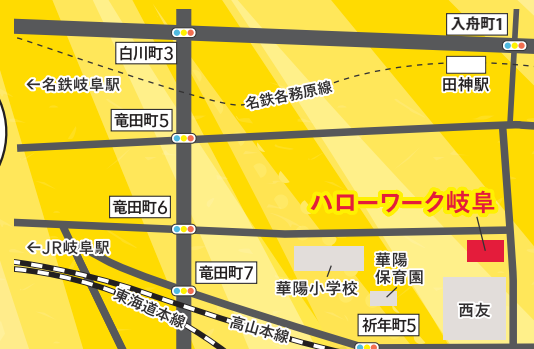 入舟町1
白川町3
田神駅
←名鉄岐阜駅
名鉄各務原線
竜田町5
ハローワーク岐阜
竜田町6
←JR岐阜駅
華陽
保育園
竜田町7
華陽小学校
西友
東海道本線
高山本線
祈年町5